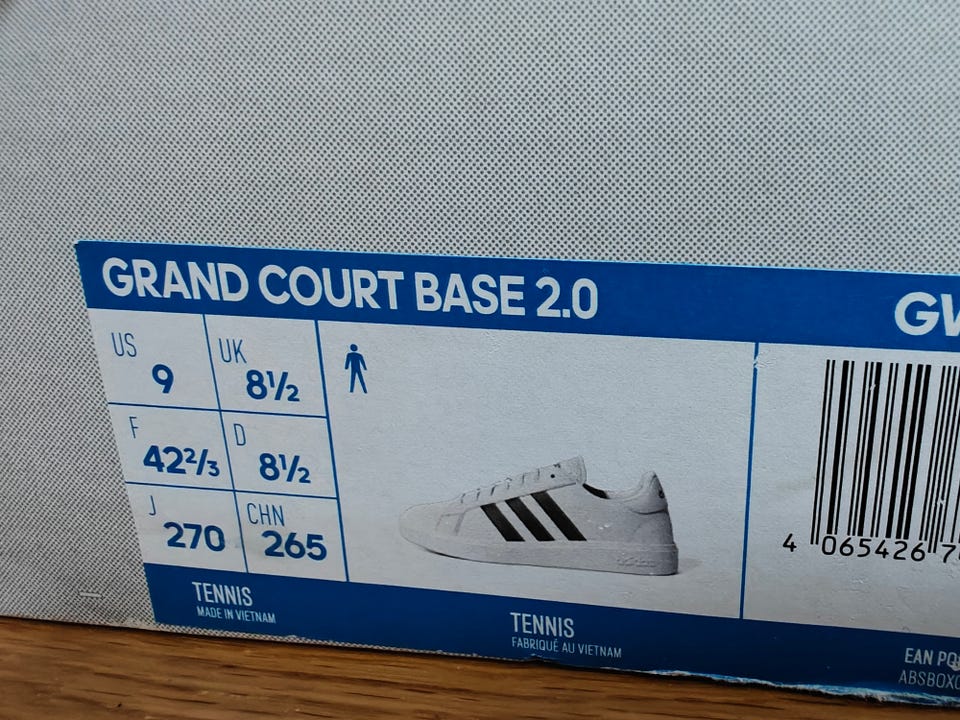 GRAND COURT BASE 2.0
US 9
UK 8½
F 42⅔
D 8½
J 270
CHN 265
4 065426
TENNIS
MADE IN VIETNAM
TENNIS
FABRIQUÉ AU VIETNAM
EAN